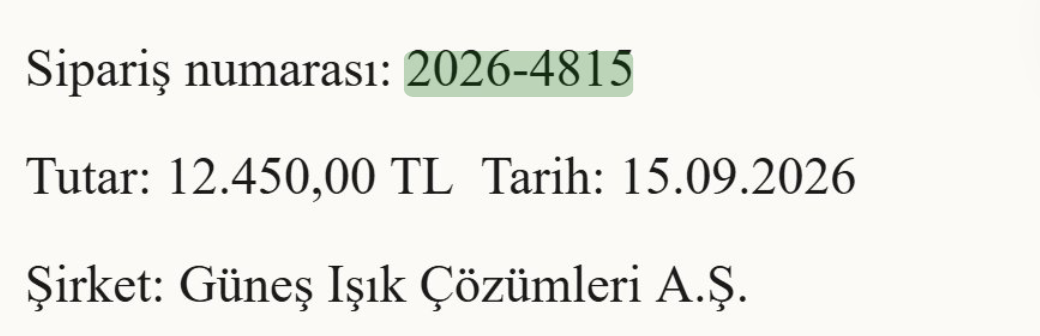 Sipariş numarası: 2026-4815
Tutar: 12.450,00 TL Tarih: 15.09.2026
Şirket: Güneş Işık Çözümleri A.Ş.